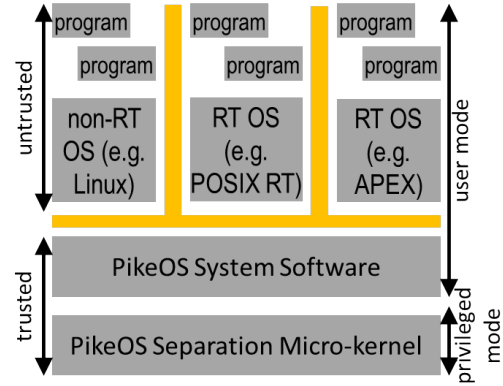 program
program
program
program
program
program
non-RT
OS (e.g.
Linux)
RT OS
(e.g.
POSIX RT)
RT OS
(e.g.
APEX)
untrusted
user mode
PikeOS System Software
trusted
PikeOS Separation Micro-kernel
privileged
mode